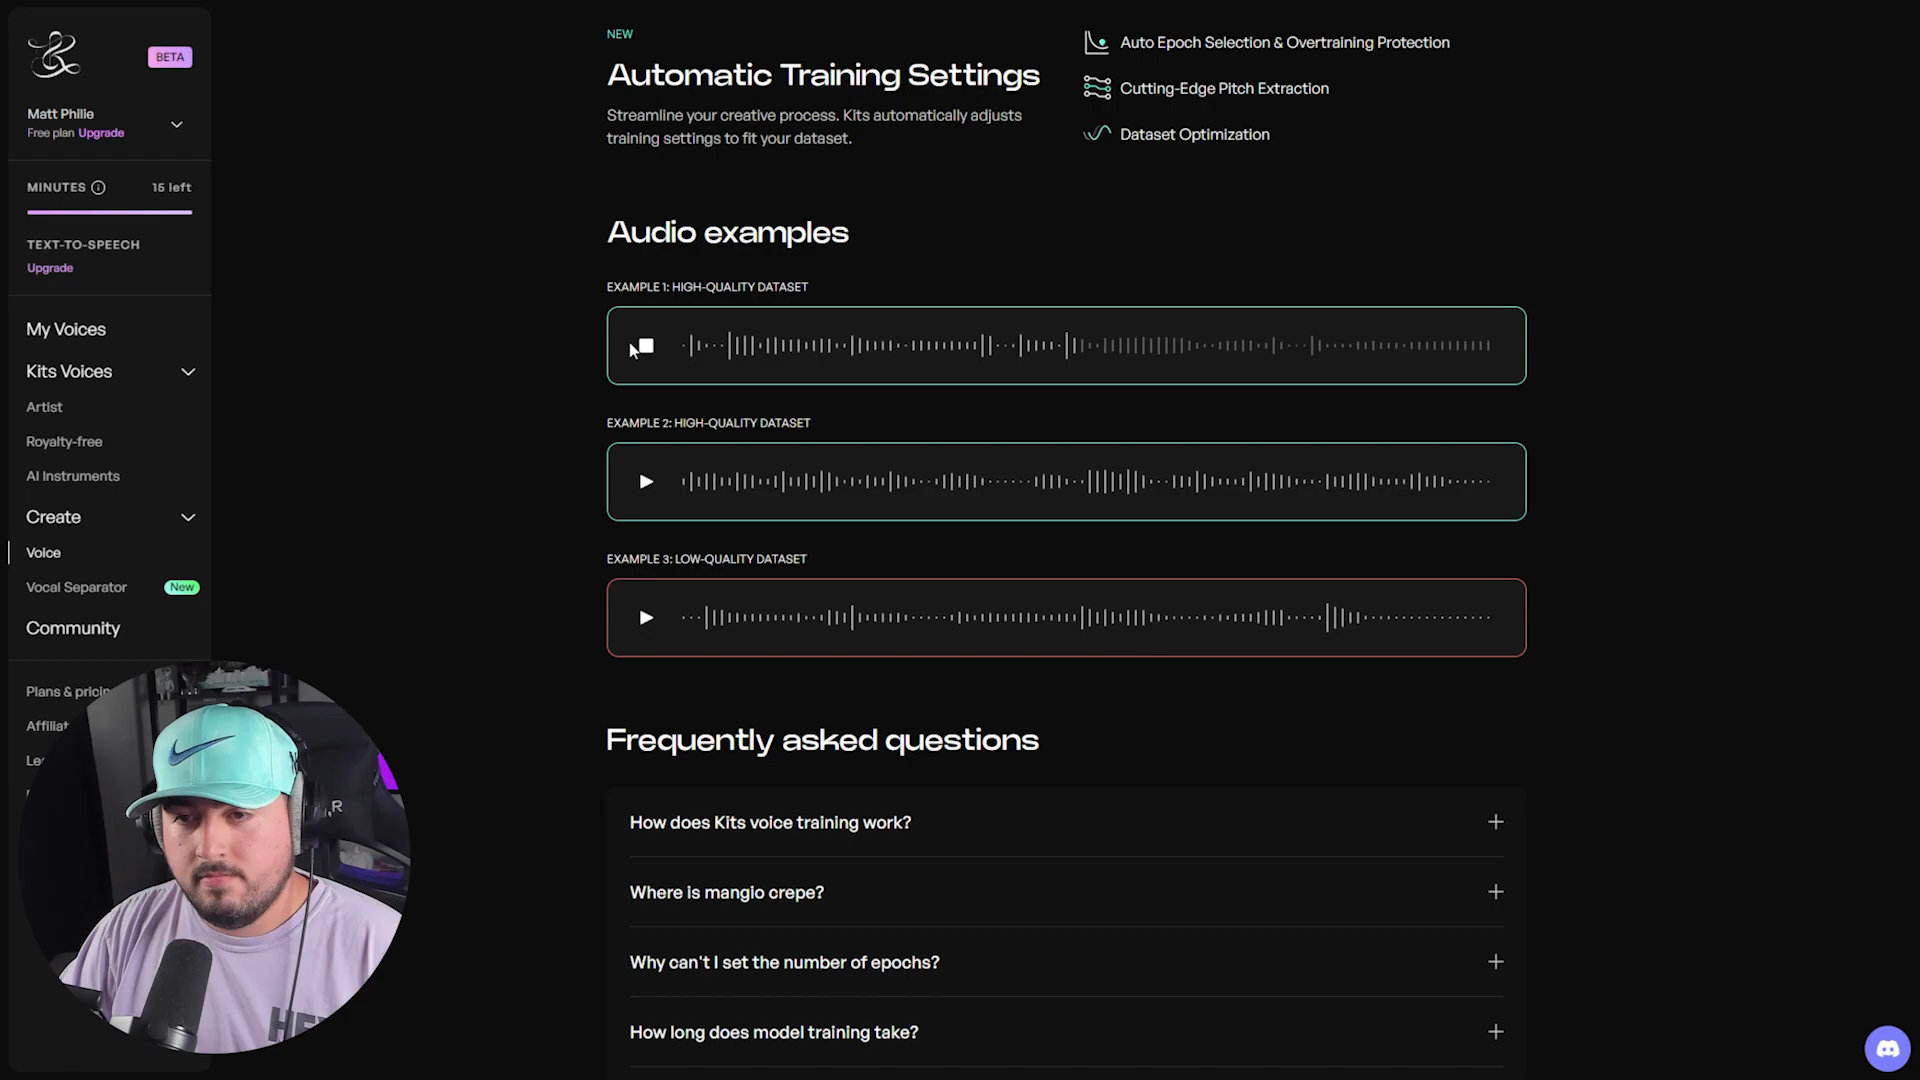 BETA
Matt Philie
Free plan Upgrade
MINUTES 15 left
TEXT-TO-SPEECH
Upgrade
My Voices
Kits Voices
Artist
Royalty-free
AI Instruments
Create
Voice
Vocal Separator New
Community
Plans & pricin
Affiliat
NEW
Automatic Training Settings
Streamline your creative process. Kits automatically adjusts
training settings to fit your dataset.
Auto Epoch Selection & Overtraining Protection
Cutting-Edge Pitch Extraction
Dataset Optimization
Audio examples
EXAMPLE 1: HIGH-QUALITY DATASET
EXAMPLE 2: HIGH-QUALITY DATASET
EXAMPLE 3: LOW-QUALITY DATASET
Frequently asked questions
How does Kits voice training work?
Where is mangio crepe?
Why can't I set the number of epochs?
How long does model training take?